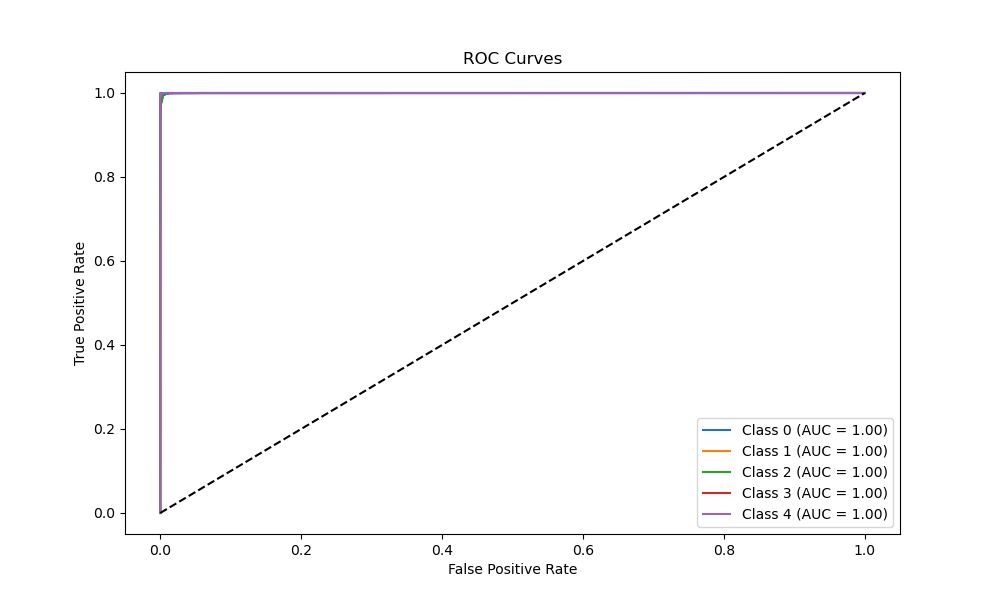 ROC Curves
1.0
0.8
0.6
0.4
0.2
0.0
True Positive Rate
0.0 0.2 0.4 0.6 0.8 1.0
False Positive Rate
Class 0 (AUC = 1.00)
Class 1 (AUC = 1.00)
Class 2 (AUC = 1.00)
Class 3 (AUC = 1.00)
Class 4 (AUC = 1.00)